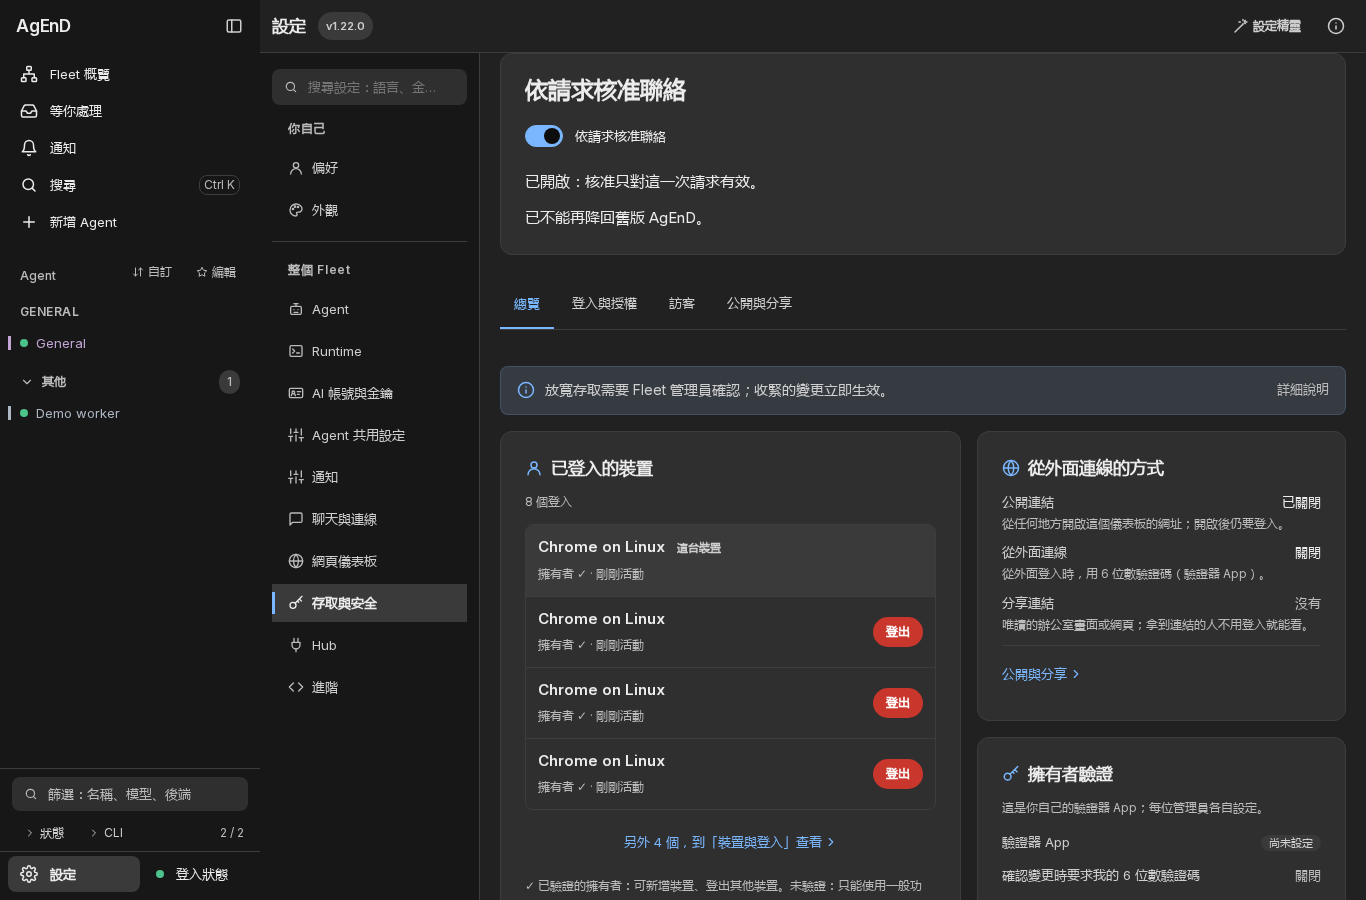 AgEnD
Fleet 概覽
等你處理
通知
搜尋 Ctrl K
新增 Agent
Agent 自訂 編輯
GENERAL
General
其他 1
Demo worker
篩選：名稱、模型、後端
狀態 CLI 2 / 2
設定 登入狀態
設定 v1.22.0 設定精靈
搜尋設定：語言、金…
你自己
偏好
外觀
整個 Fleet
Agent
Runtime
AI 帳號與金鑰
Agent 共用設定
通知
聊天與連線
網頁儀表板
存取與安全
Hub
進階
依請求核准聯絡
依請求核准聯絡
已開啟：核准只對這一次請求有效。
已不能再降回舊版 AgEnD。
總覽 登入與授權 訪客 公開與分享
放寬存取需要 Fleet 管理員確認；收緊的變更立即生效。 詳細說明
已登入的裝置
8 個登入
Chrome on Linux 這台裝置
擁有者 ✓ · 剛剛活動
Chrome on Linux
擁有者 ✓ · 剛剛活動
登出
Chrome on Linux
擁有者 ✓ · 剛剛活動
登出
Chrome on Linux
擁有者 ✓ · 剛剛活動
登出
另外 4 個，到「裝置與登入」查看
✓ 已驗證的擁有者：可新增裝置、登出其他裝置。未驗證：只能使用一般功
從外面連線的方式
公開連結 已關閉
從任何地方開啟這個儀表板的網址；開啟後仍要登入。
從外面連線 關閉
從外面登入時，用 6 位數驗證碼（驗證器 App）。
分享連結 沒有
唯讀的辦公室畫面或網頁；拿到連結的人不用登入就能看。
公開與分享
擁有者驗證
這是你自己的驗證器 App；每位管理員各自設定。
驗證器 App 尚未設定
確認變更時要求我的 6 位數驗證碼 關閉